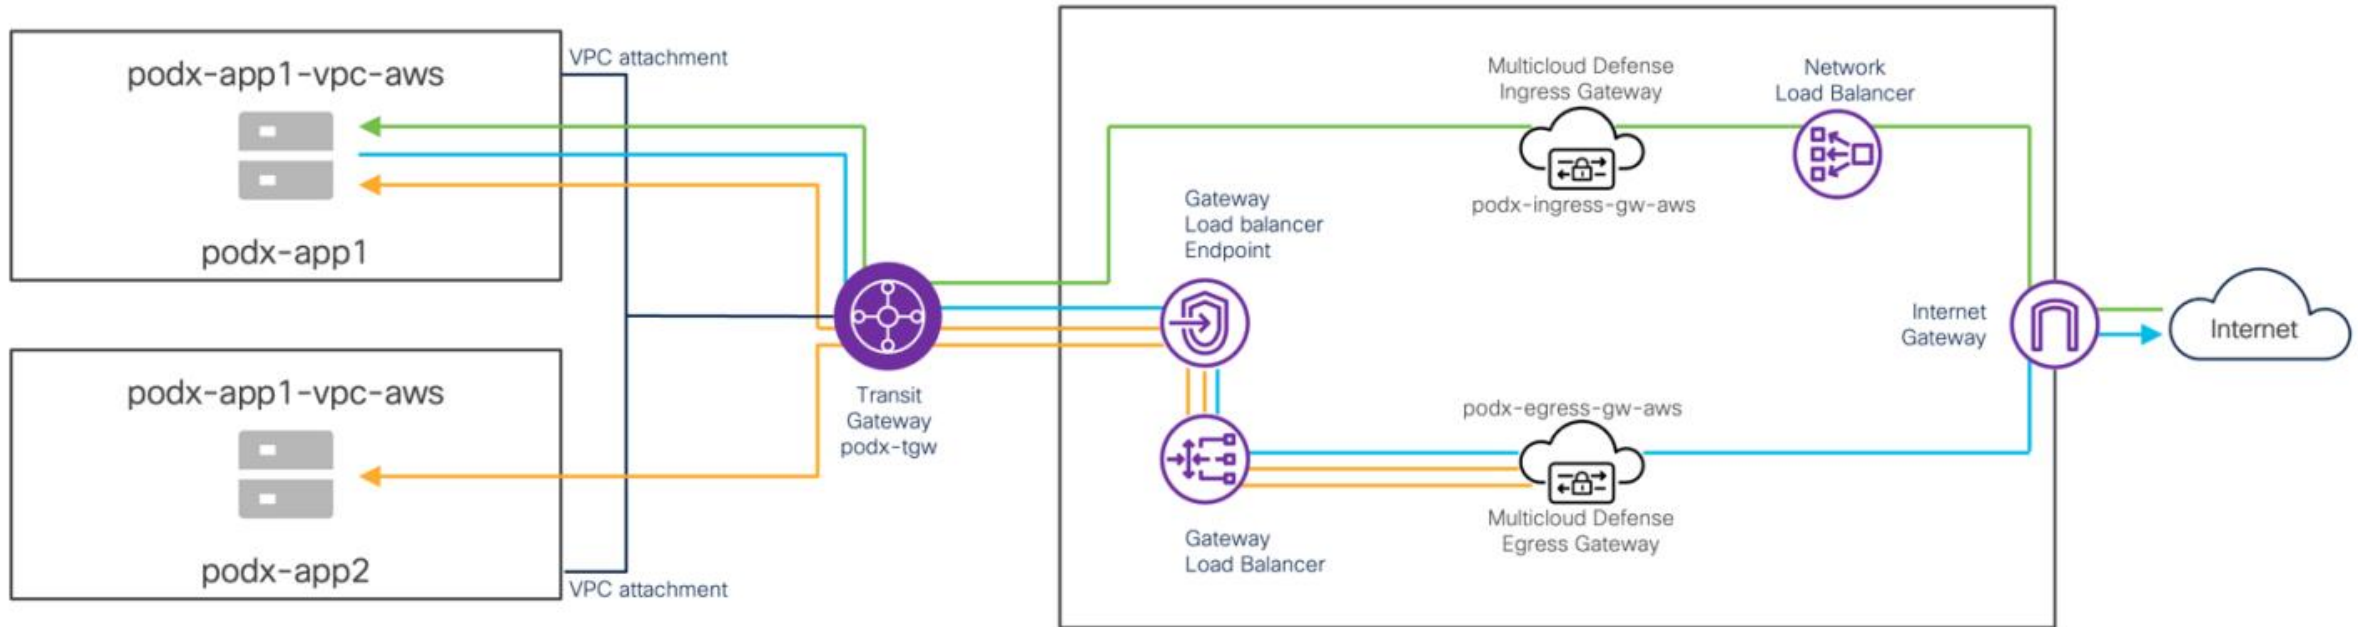 podx-app1-vpc-aws
podx-app1
VPC attachment
podx-app1-vpc-aws
podx-app2
VPC attachment
Transit
Gateway
podx-tgw
Gateway
Load balancer
Endpoint
Gateway
Load Balancer
Multicloud Defense
Ingress Gateway
podx-ingress-gw-aws
Network
Load Balancer
podx-egress-gw-aws
Multicloud Defense
Egress Gateway
Internet
Gateway
Internet